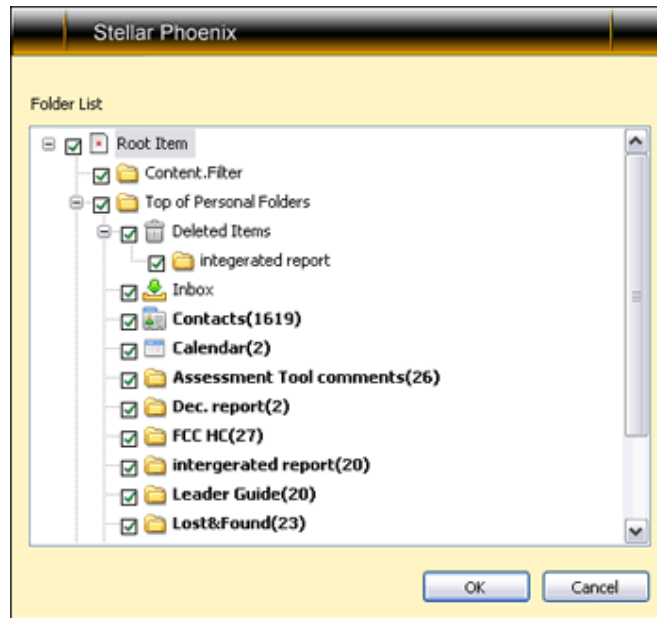 Stellar Phoenix
Folder List
Root Item
Content.Filter
Top of Personal Folders
Deleted Items
integerated report
Inbox
Contacts(1619)
Calendar(2)
Assessment Tool comments(26)
Dec. report(2)
FCC HC(27)
intergerated report(20)
Leader Guide(20)
Lost&Found(23)
OK Cancel